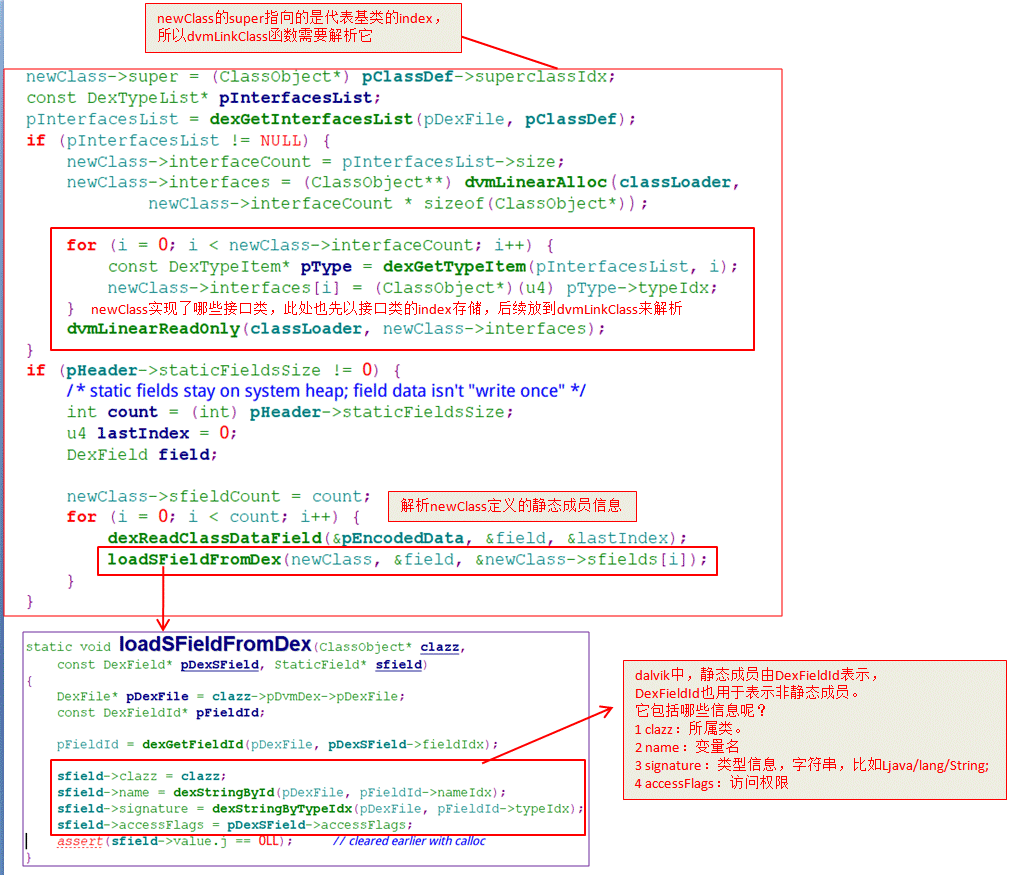 newClass的super指向的是代表基类的index，
所以dvmLinkClass函数需要解析它
newClass->super = (ClassObject*) pClassDef->superclassIdx;
const DexTypeList* pInterfacesList;
pInterfacesList = dexGetInterfacesList(pDexFile, pClassDef);
if (pInterfacesList != NULL) {
newClass->interfaceCount = pInterfacesList->size;
newClass->interfaces = (ClassObject**) dvmLinearAlloc(classLoader,
newClass->interfaceCount * sizeof(ClassObject*));
for (i = 0; i < newClass->interfaceCount; i++) {
const DexTypeItem* pType = dexGetTypeItem(pInterfacesList, i);
newClass->interfaces[i] = (ClassObject*)(u4) pType->typeIdx;
} newClass实现了哪些接口类，此处也先以接口类的index存储，后续放到dvmLinkClass来解析
dvmLinearReadOnly(classLoader, newClass->interfaces);
}
if (pHeader->staticFieldsSize != 0) {
/* static fields stay on system heap; field data isn't "write once" */
int count = (int) pHeader->staticFieldsSize;
u4 lastIndex = 0;
DexField field;
newClass->sfieldCount = count;
解析newClass定义的静态成员信息
for (i = 0; i < count; i++) {
dexReadClassDataField(&pEncodedData, &field, &lastIndex);
loadSFieldFromDex(newClass, &field, &newClass->sfields[i]);
}
}
static void loadSFieldFromDex(ClassObject* clazz,
const DexField* pDexSField, StaticField* sfield)
{
DexFile* pDexFile = clazz->pDvmDex->pDexFile;
const DexFieldId* pFieldId;
pFieldId = dexGetFieldId(pDexFile, pDexSField->fieldIdx);
sfield->clazz = clazz;
sfield->name = dexStringById(pDexFile, pFieldId->nameIdx);
sfield->signature = dexStringByTypeIdx(pDexFile, pFieldId->typeIdx);
sfield->accessFlags = pDexSField->accessFlags;
assert(sfield->value.j == 0LL); // cleared earlier with calloc
}
dalvik中，静态成员由DexFieldId表示，
DexFieldId也用于表示非静态成员。
它包括哪些信息呢？
1 clazz：所属类。
2 name：变量名
3 signature：类型信息，字符串，比如Ljava/lang/String;
4 accessFlags：访问权限